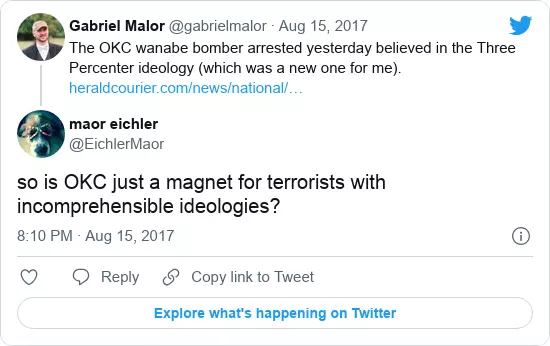 Gabriel Malor @gabrielmalor · Aug 15, 2017
The OKC wanabe bomber arrested yesterday believed in the Three
Percenter ideology (which was a new one for me).
heraldcourier.com/news/national/…
maor eichler
@EichlerMaor
so is OKC just a magnet for terrorists with
incomprehensible ideologies?
8:10 PM · Aug 15, 2017
Reply
Copy link to Tweet
Explore what's happening on Twitter